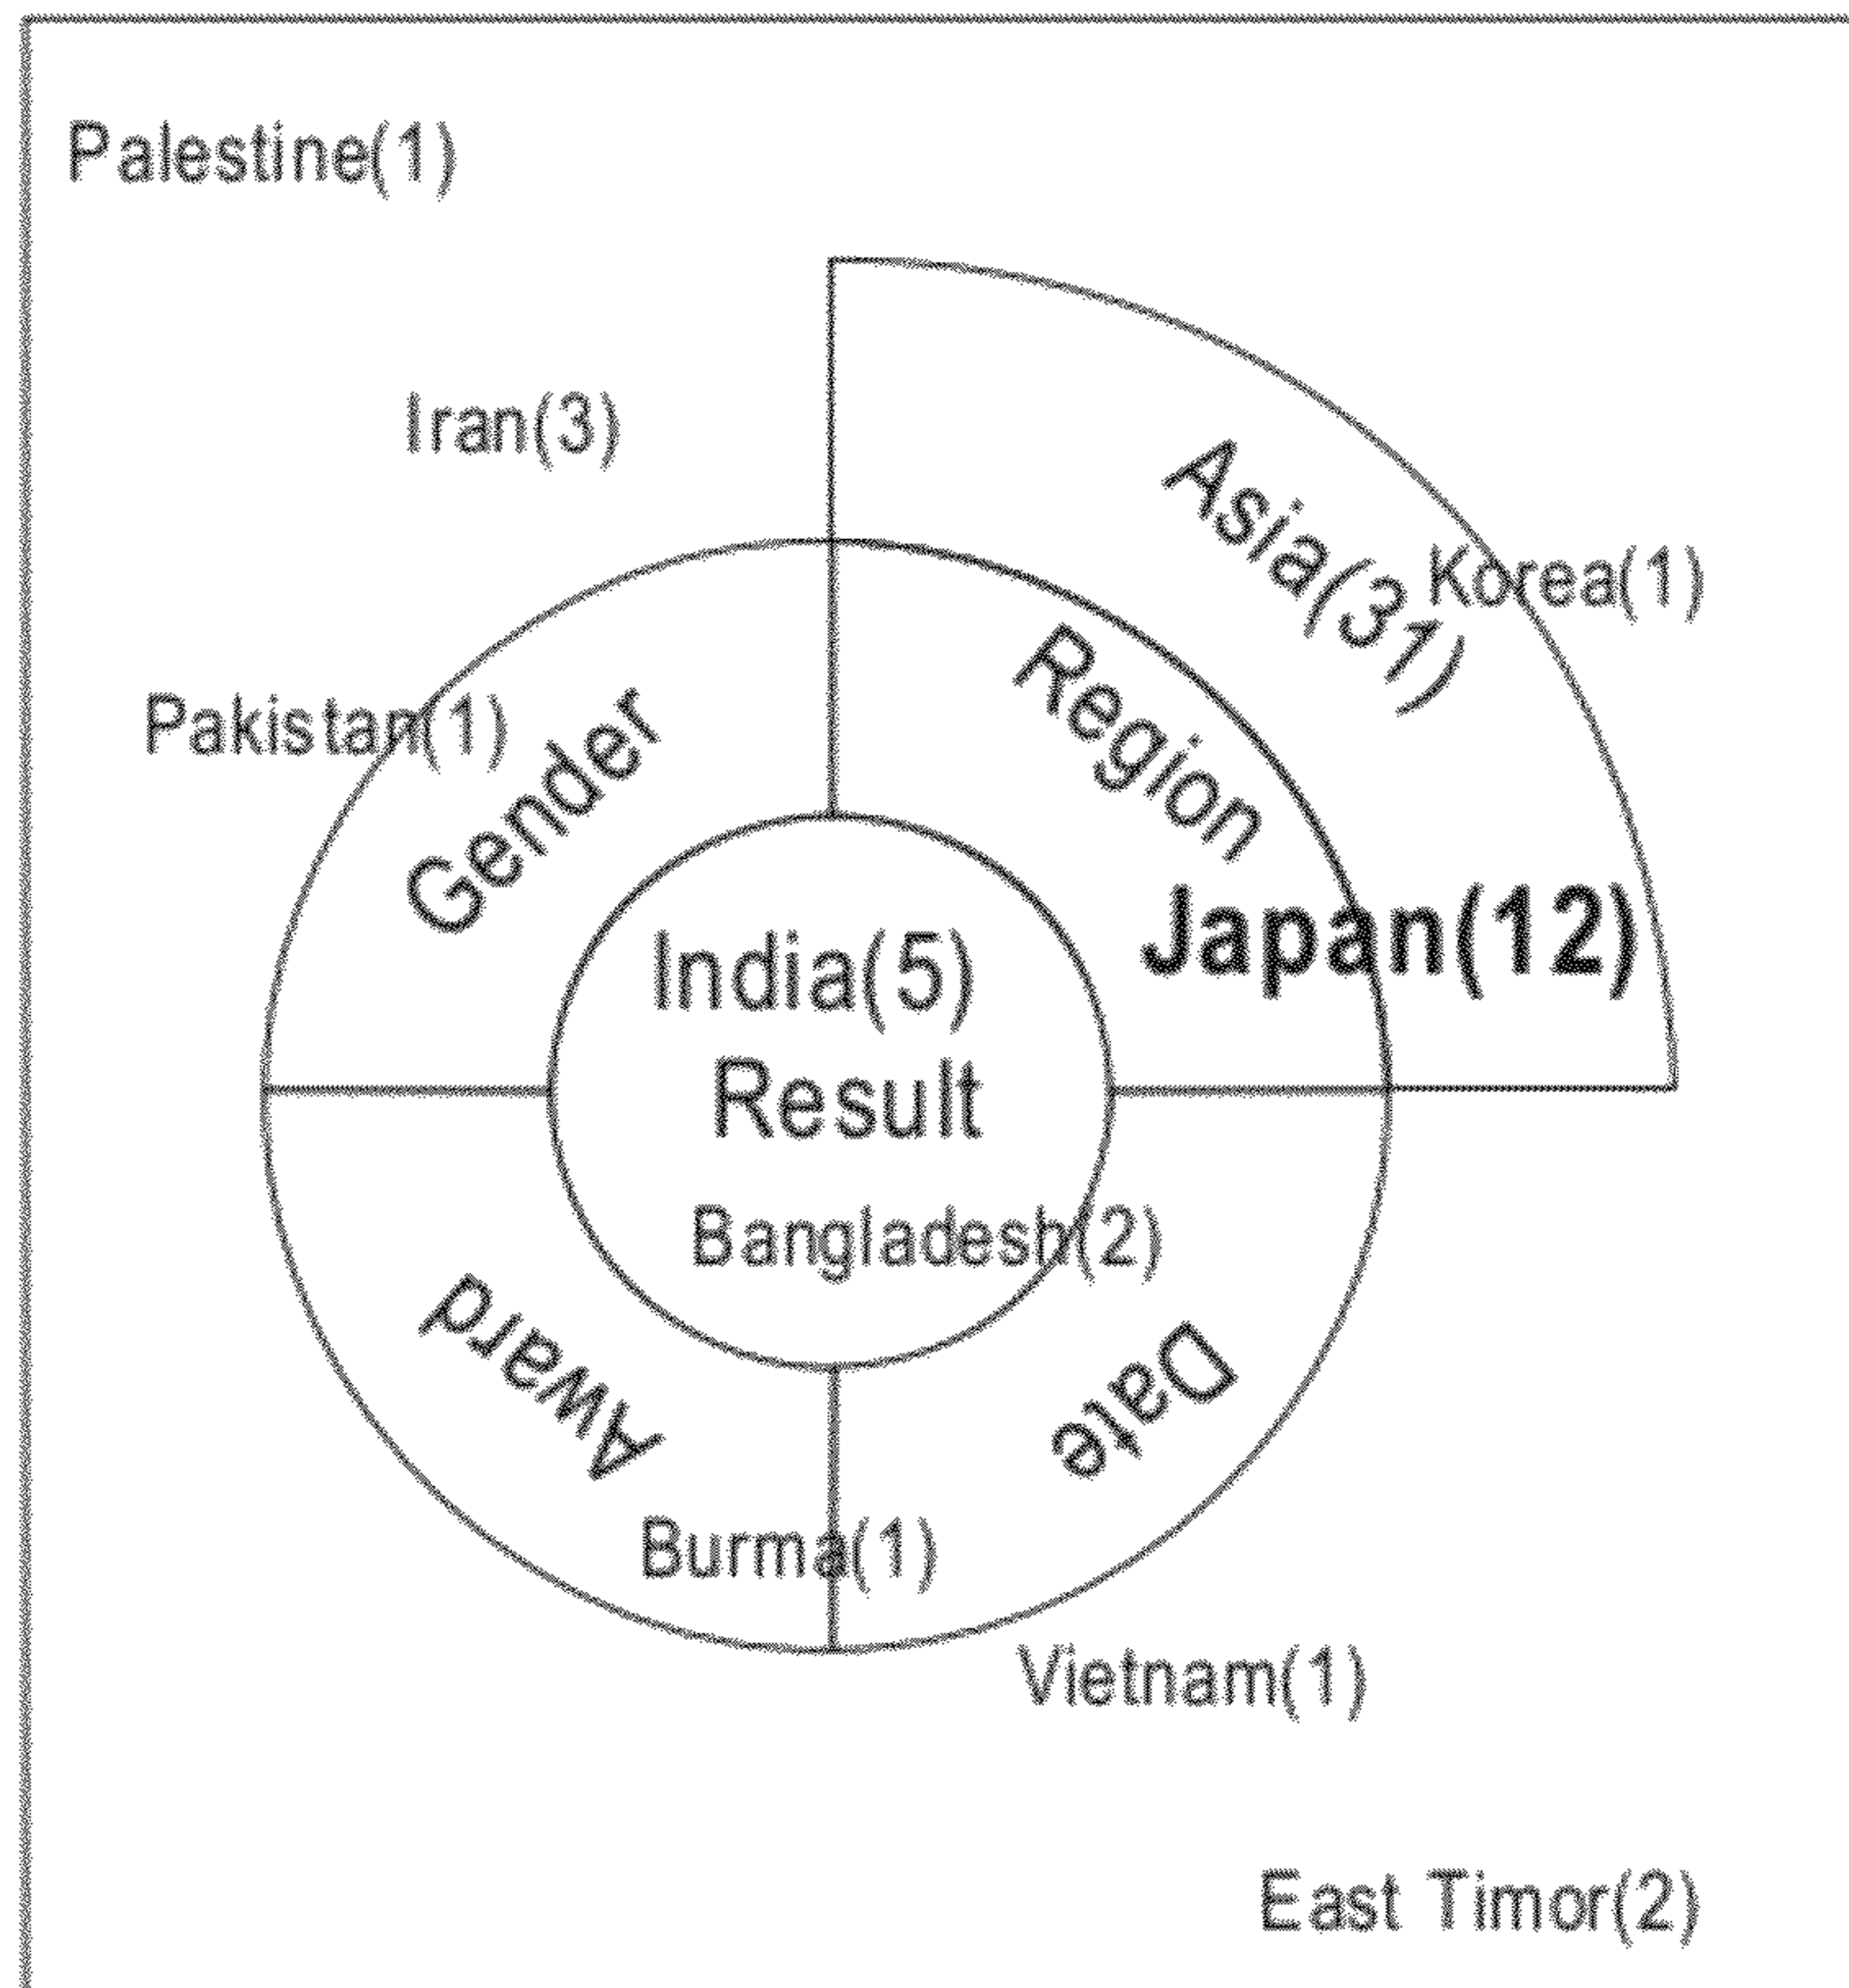 Palestine(1)
Iran(3)
Asia(31)
Korea(1)
Region
Pakistan(1)
Gender
Japan(12)
India(5)
Result
Bangladesh(2)
Award
Date
Burma(1)
Vietnam(1)
East Timor(2)